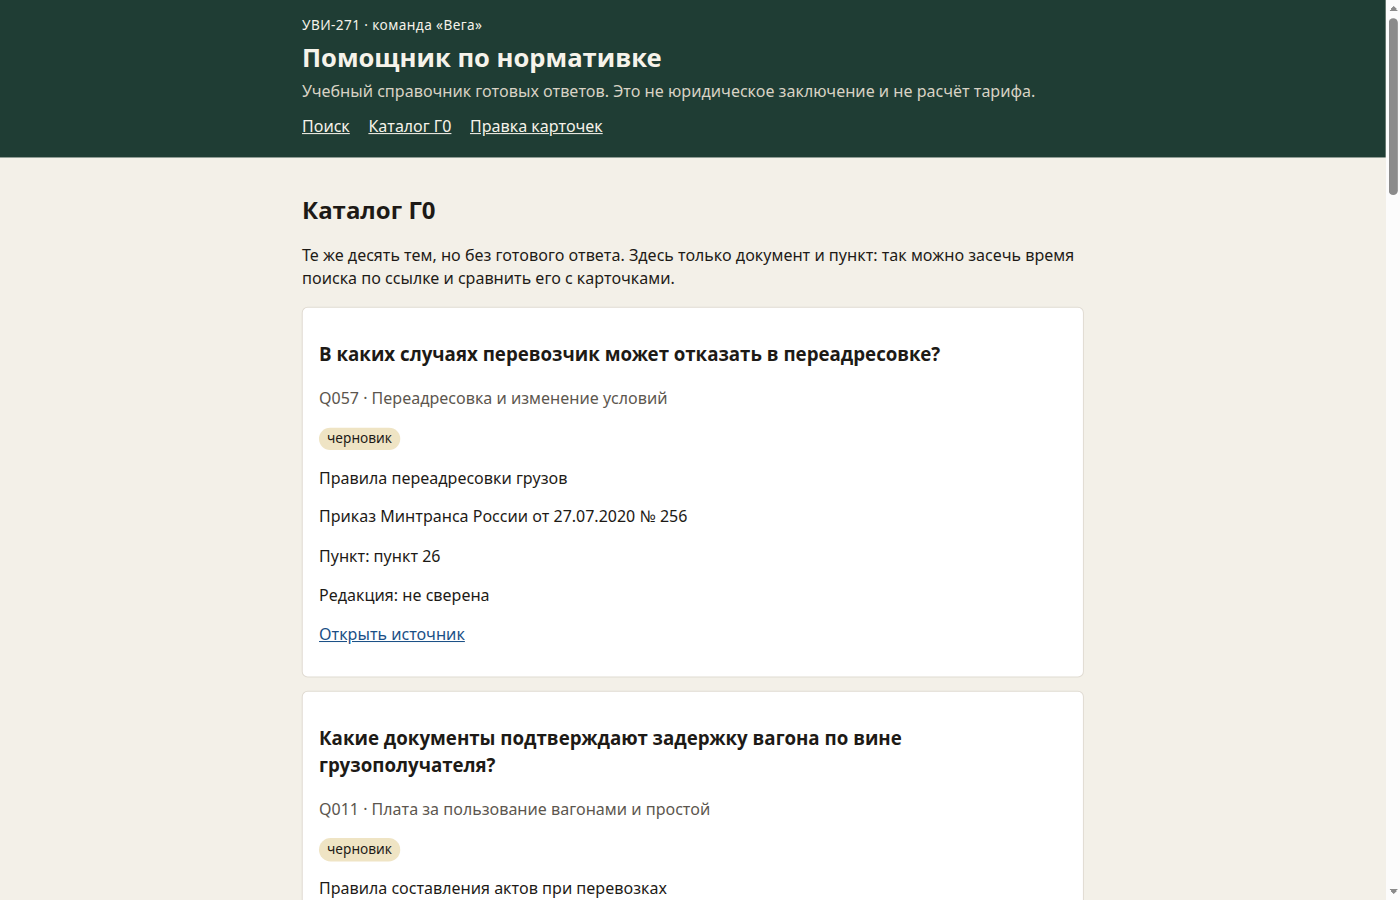 УВИ-271 · команда «Вега»
Помощник по нормативке
Учебный справочник готовых ответов. Это не юридическое заключение и не расчёт тарифа.
Поиск Каталог Г0 Правка карточек
Каталог Г0
Те же десять тем, но без готового ответа. Здесь только документ и пункт: так можно засечь время
поиска по ссылке и сравнить его с карточками.
В каких случаях перевозчик может отказать в переадресовке?
Q057 · Переадресовка и изменение условий
черновик
Правила переадресовки грузов
Приказ Минтранса России от 27.07.2020 № 256
Пункт: пункт 26
Редакция: не сверена
Открыть источник
Какие документы подтверждают задержку вагона по вине
грузополучателя?
Q011 · Плата за пользование вагонами и простой
черновик
Правила составления актов при перевозках